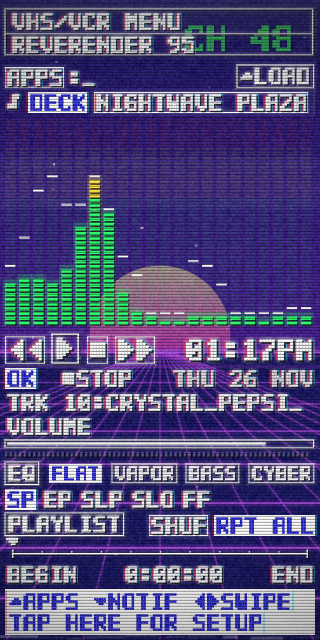 VHS/VCR MENU
REVERENDER 95 CH 48
APPS:_ LOAD
DECK NIGHTWAVE PLAZA
01:17PM
OK STOP THU 26 NOV
TRK 10:CRYSTAL_PEPSI_
VOLUME
EQ FLAT VAPOR BASS CYBER
SP EP SLP SLO FF
PLAYLIST SHUF RPT ALL
BEGIN 0:00:00 END
APPS NOTIF SWIPE
TAP HERE FOR SETUP